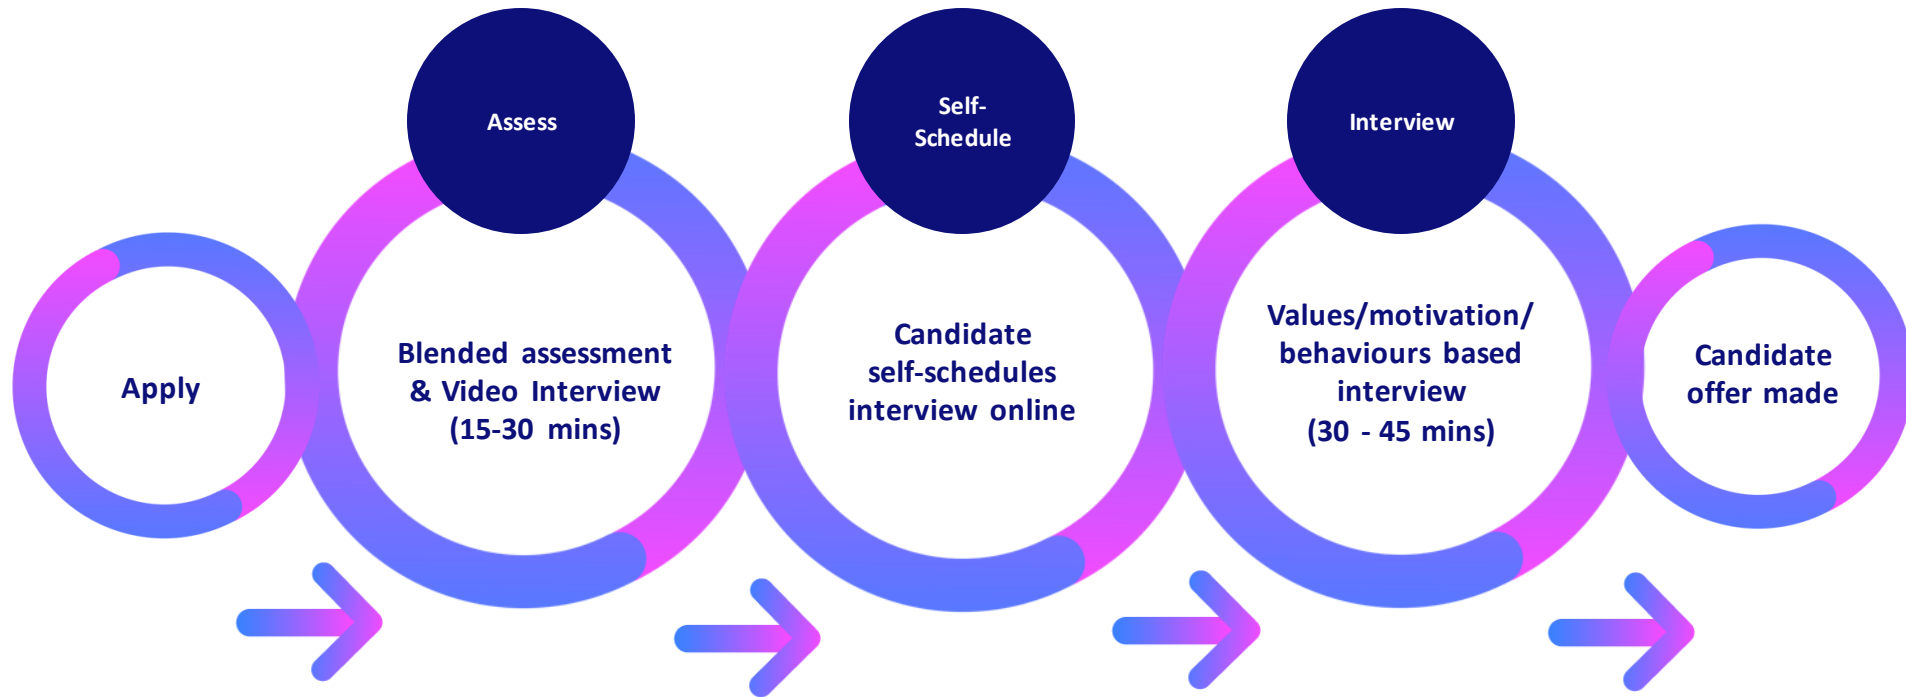 Apply
Assess
Blended assessment
& Video Interview
(15-30 mins)
Self-
Schedule
Candidate
self-schedules
interview online
Interview
Values/motivation/
behaviours based
interview
(30 - 45 mins)
Candidate
offer made